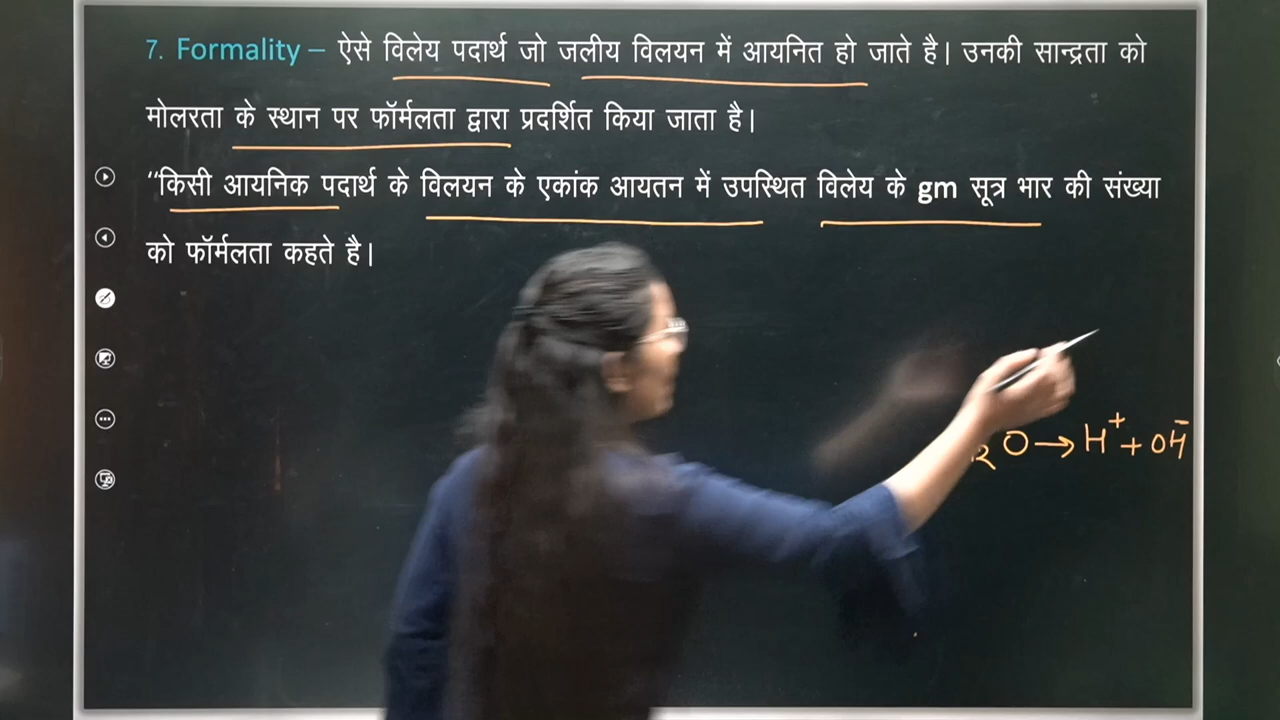 7. Formality – ऐसे विलेय पदार्थ जो जलीय विलयन में आयनित हो जाते है। उनकी सान्द्रता को
मोलरता के स्थान पर फॉर्मलता द्वारा प्रदर्शित किया जाता है।
“किसी आयनिक पदार्थ के विलयन के एकांक आयतन में उपस्थित विलेय के gm सूत्र भार की संख्या
को फॉर्मलता कहते है।
₂O → H⁺ + OH⁻